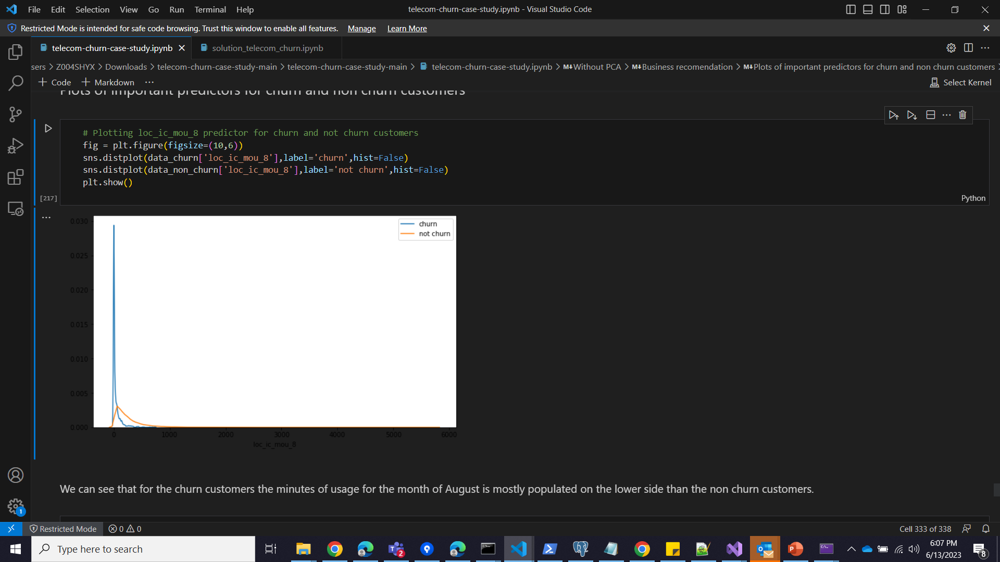 File Edit Selection View Go Run Terminal Help
telecom-churn-case-study.ipynb - Visual Studio Code
Restricted Mode is intended for safe code browsing. Trust this window to enable all features. Manage Learn More
telecom-churn-case-study.ipynb
solution_telecom_churn.ipynb
sers > Z004SHYX > Downloads > telecom-churn-case-study-main > telecom-churn-case-study-main > telecom-churn-case-study.ipynb > M↓Without PCA > M↓Business recomendation > M↓Plots of important predictors for churn and non churn customers >
+ Code + Markdown ···
Select Kernel
Plots of important predictors for churn and non churn customers
# Plotting loc_ic_mou_8 predictor for churn and not churn customers
fig = plt.figure(figsize=(10,6))
sns.distplot(data_churn['loc_ic_mou_8'],label='churn',hist=False)
sns.distplot(data_non_churn['loc_ic_mou_8'],label='not churn',hist=False)
plt.show()
[217]
Python
churn
not churn
0.030
0.025
0.020
0.015
0.010
0.005
0.000
0 1000 2000 3000 4000 5000 6000
loc_ic_mou_8
We can see that for the churn customers the minutes of usage for the month of August is mostly populated on the lower side than the non churn customers.
1
Restricted Mode 0 0
Cell 333 of 338
Type here to search
2
6:07 PM
6/13/2023
8